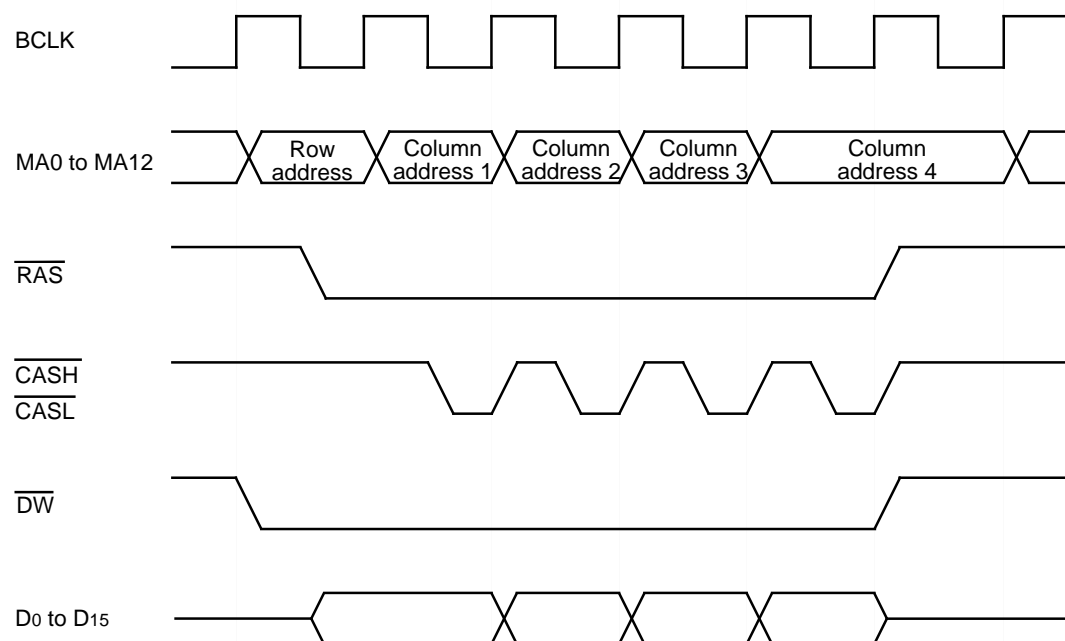 BCLK
MA0 to MA12
Row
address
Column
address 1
Column
address 2
Column
address 3
Column
address 4
RAS
CASH
CASL
DW
D0 to D15